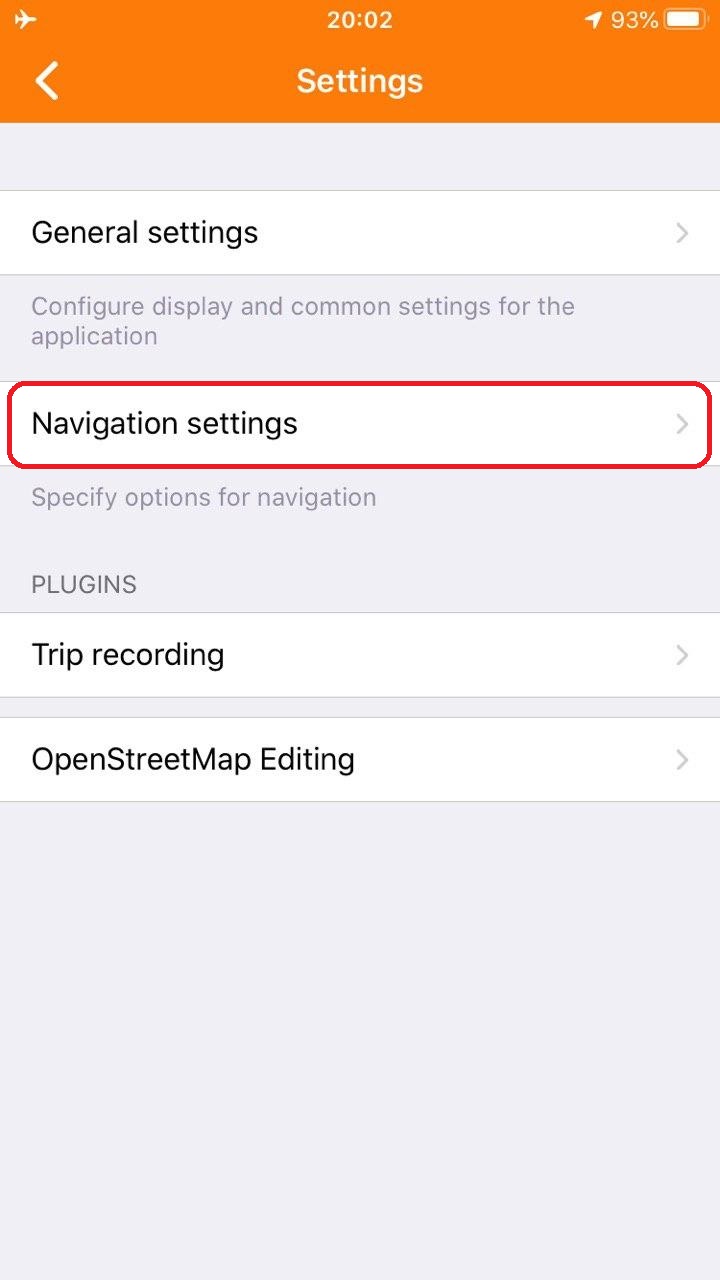 20:02
93%
Settings
General settings
Configure display and common settings for the
application
Navigation settings
Specify options for navigation
PLUGINS
Trip recording
OpenStreetMap Editing